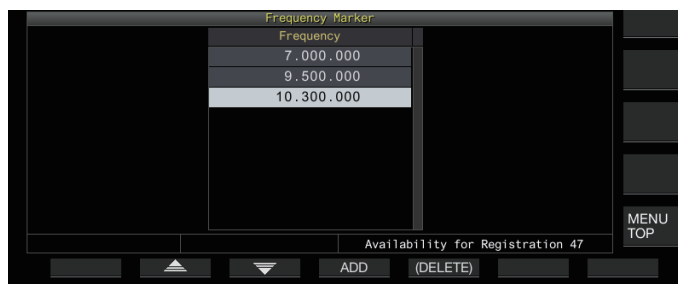 Frequency Marker
Frequency
7.000.000
9.500.000
10.300.000
MENU
TOP
Availability for Registration 47
ADD
(DELETE)